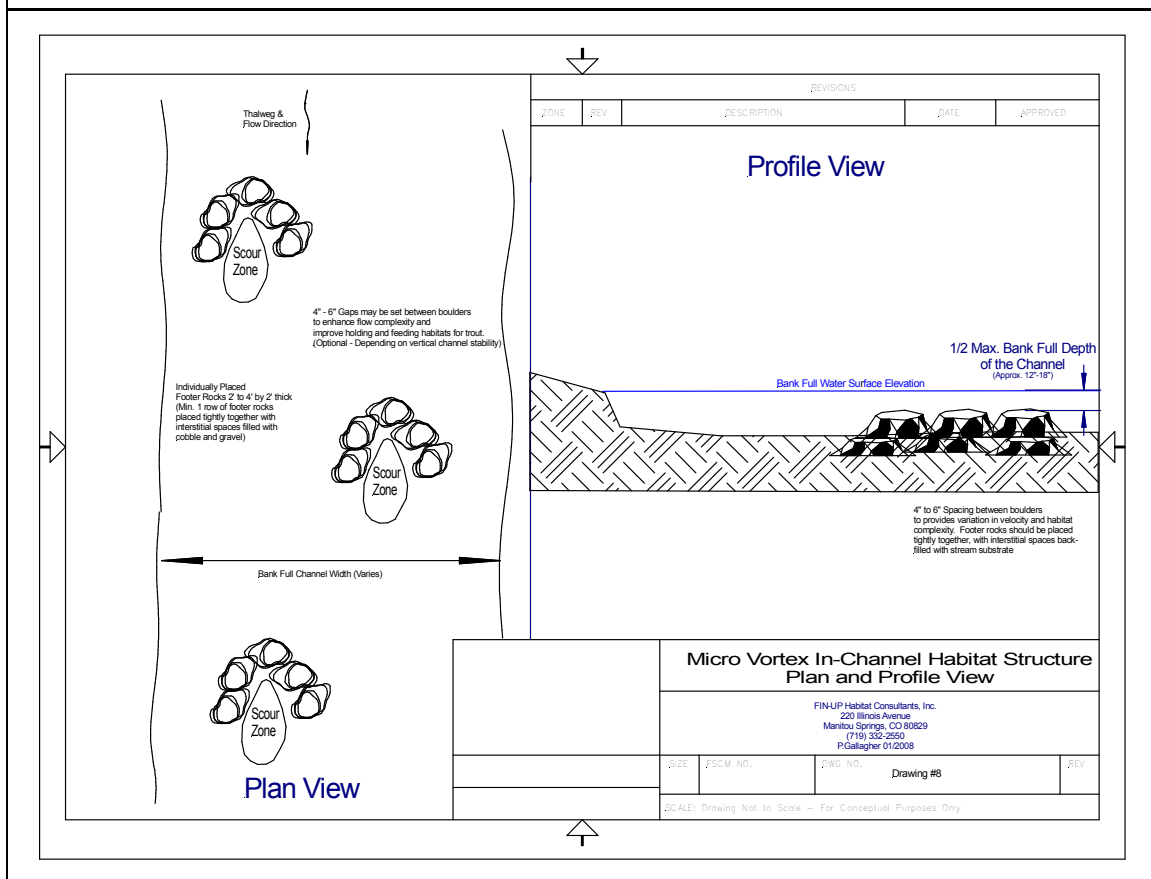 Thalweg &
Flow Direction
Scour
Zone
4" - 6" Gaps may be set between boulders
to enhance flow complexity and
improve holding and feeding habitats for trout.
(Optional - Depending on vertical channel stability)
Individually Placed
Footer Rocks 2' to 4' by 2' thick
(Min. 1 row of footer rocks
placed tightly together with
interstitial spaces filled with
cobble and gravel)
Scour
Zone
Bank Full Channel Width (Varies)
Scour
Zone
Plan View
REVISIONS
ZONE REV DESCRIPTION DATE APPROVED
Profile View
1/2 Max. Bank Full Depth
of the Channel
(Approx. 12"-18")
Bank Full Water Surface Elevation
4" to 6" Spacing between boulders
to provides variation in velocity and habitat
complexity. Footer rocks should be placed
tightly together, with interstitial spaces back-
filled with stream substrate
Micro Vortex In-Channel Habitat Structure
Plan and Profile View
FIN-UP Habitat Consultants, Inc.
220 Illinois Avenue
Manitou Springs, CO 80829
(719) 332-2550
P.Gallagher 01/2008
SIZE FSCM NO. DWG NO. REV
Drawing #8
SCALE: Drawing Not to Scale - For Conceptual Purposes Only